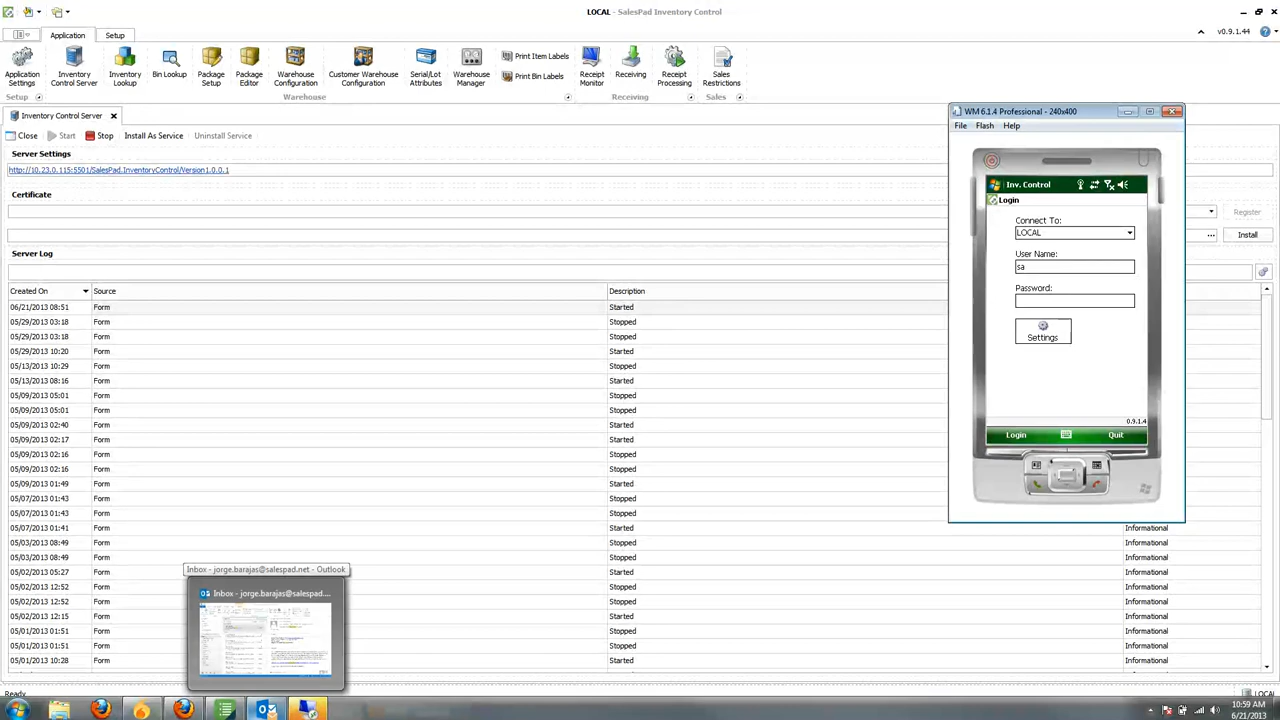 LOCAL - SalesPad Inventory Control
Application
Setup
v0.9.1.44
Application Settings
Inventory Control Server
Inventory Lookup
Bin Lookup
Package Setup
Package Editor
Warehouse Configuration
Customer Warehouse Configuration
Serial/Lot Attributes
Warehouse Manager
Print Item Labels
Print Bin Labels
Receipt Monitor
Receiving
Receipt Processing
Sales Restrictions
Setup
Warehouse
Receiving
Sales
Inventory Control Server
Close
Start
Stop
Install As Service
Uninstall Service
Server Settings
http://10.23.0.115:5501/SalesPad.InventoryControl/Version1.0.0.1
Certificate
Register
... Install
Server Log
Created On Source Description
06/21/2013 08:51 Form Started
05/29/2013 03:18 Form Stopped
05/29/2013 03:18 Form Stopped
05/29/2013 10:20 Form Started
05/13/2013 10:29 Form Stopped
05/13/2013 08:16 Form Started
05/09/2013 05:01 Form Stopped
05/09/2013 05:01 Form Stopped
05/09/2013 02:40 Form Started
05/09/2013 02:17 Form Stopped
05/09/2013 02:16 Form Started
05/09/2013 02:16 Form Stopped
05/09/2013 11:49 Form Started
05/07/2013 01:43 Form Stopped
05/07/2013 01:43 Form Stopped
05/07/2013 01:41 Form Started Informational
05/03/2013 08:49 Form Stopped Informational
05/03/2013 08:49 Form Stopped Informational
05/02/2013 05:27 Form Started Informational
05/02/2013 12:52 Form Stopped Informational
05/02/2013 12:52 Form Stopped Informational
05/02/2013 12:15 Form Started Informational
05/01/2013 01:51 Form Stopped Informational
05/01/2013 01:51 Form Stopped Informational
05/01/2013 10:28 Form Started Informational
WM 6.1.4 Professional - 240x400
File Flash Help
Inv. Control
Login
Connect To:
LOCAL
User Name:
sa
Password:
Settings
0.9.1.4
Login Quit
Inbox - jorge.barajas@salespad.net - Outlook
Inbox - jorge.barajas@salespad....
Ready
LOCAL
10:59 AM
6/21/2013